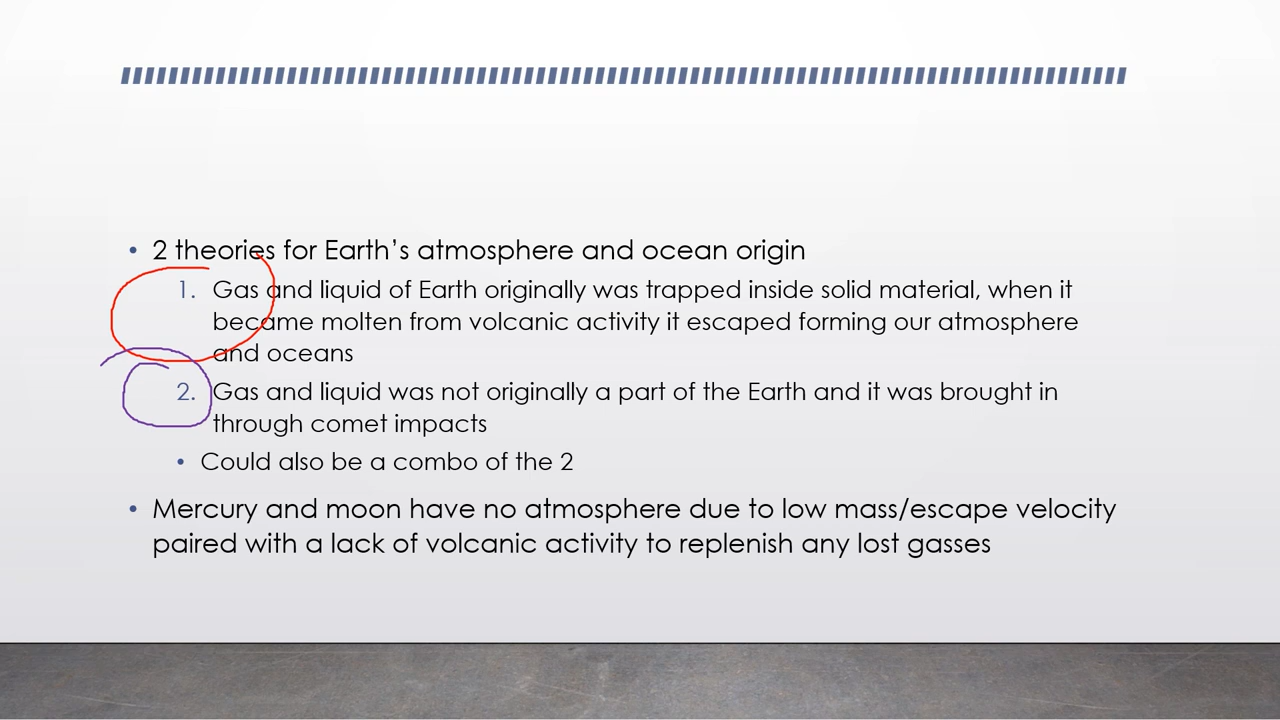 • 2 theories for Earth’s atmosphere and ocean origin
1. Gas and liquid of Earth originally was trapped inside solid material, when it
became molten from volcanic activity it escaped forming our atmosphere
and oceans
2. Gas and liquid was not originally a part of the Earth and it was brought in
through comet impacts
• Could also be a combo of the 2
• Mercury and moon have no atmosphere due to low mass/escape velocity
paired with a lack of volcanic activity to replenish any lost gasses